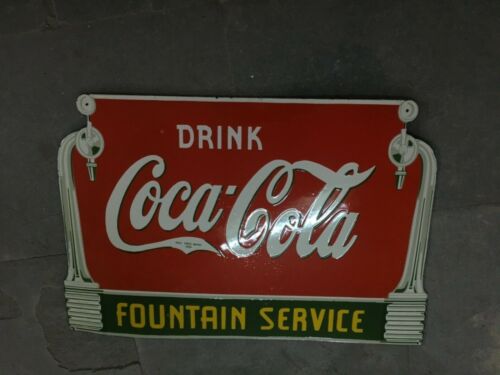 DRINK
Coca-Cola
FOUNTAIN SERVICE